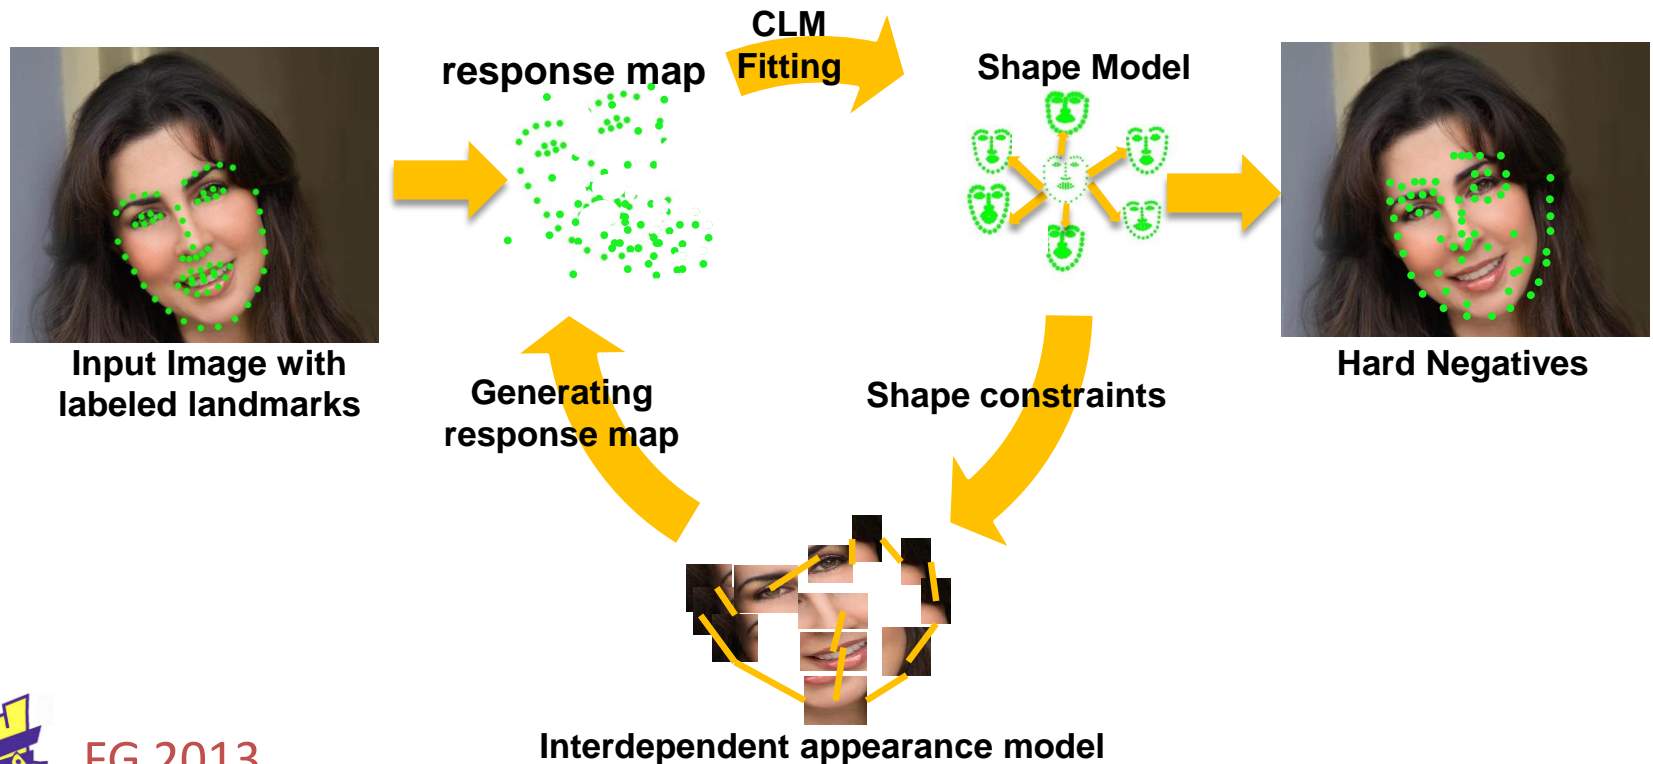 CLM
Fitting
response map
Shape Model
Input Image with
labeled landmarks
Hard Negatives
Generating
response map
Shape constraints
Interdependent appearance model
FG 2013